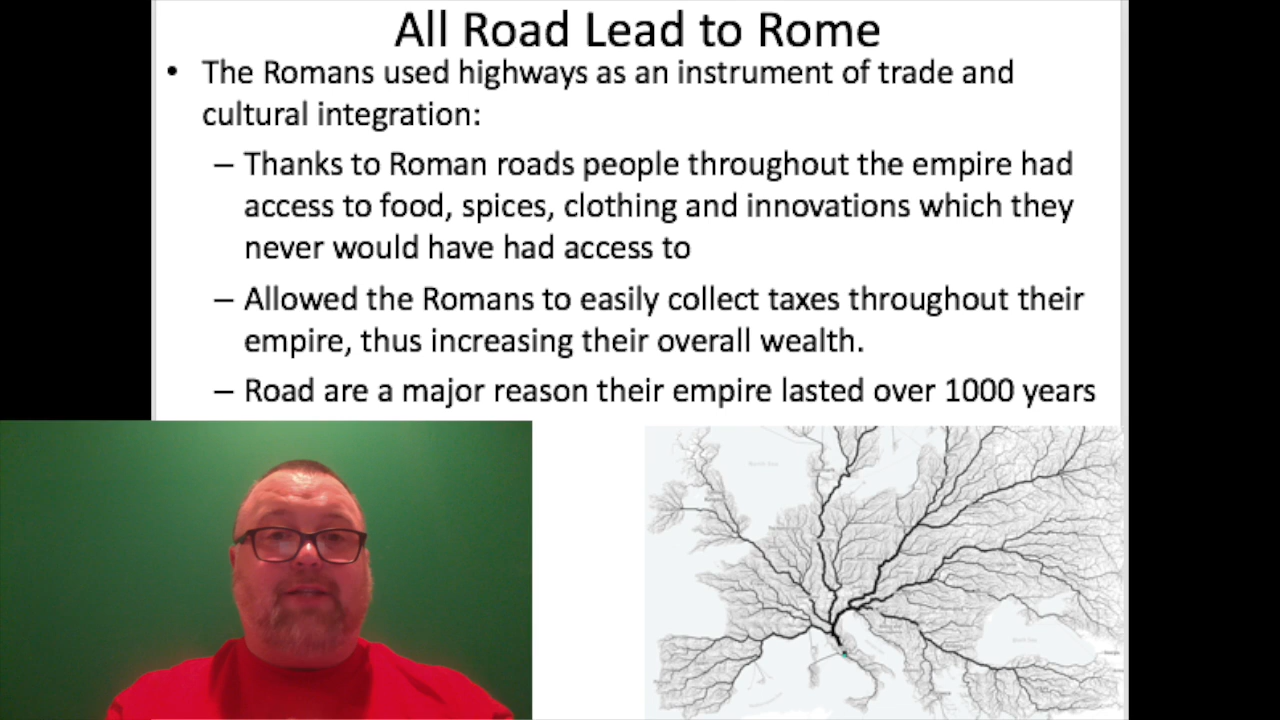 All Road Lead to Rome
• The Romans used highways as an instrument of trade and
cultural integration:
– Thanks to Roman roads people throughout the empire had
access to food, spices, clothing and innovations which they
never would have had access to
– Allowed the Romans to easily collect taxes throughout their
empire, thus increasing their overall wealth.
– Road are a major reason their empire lasted over 1000 years